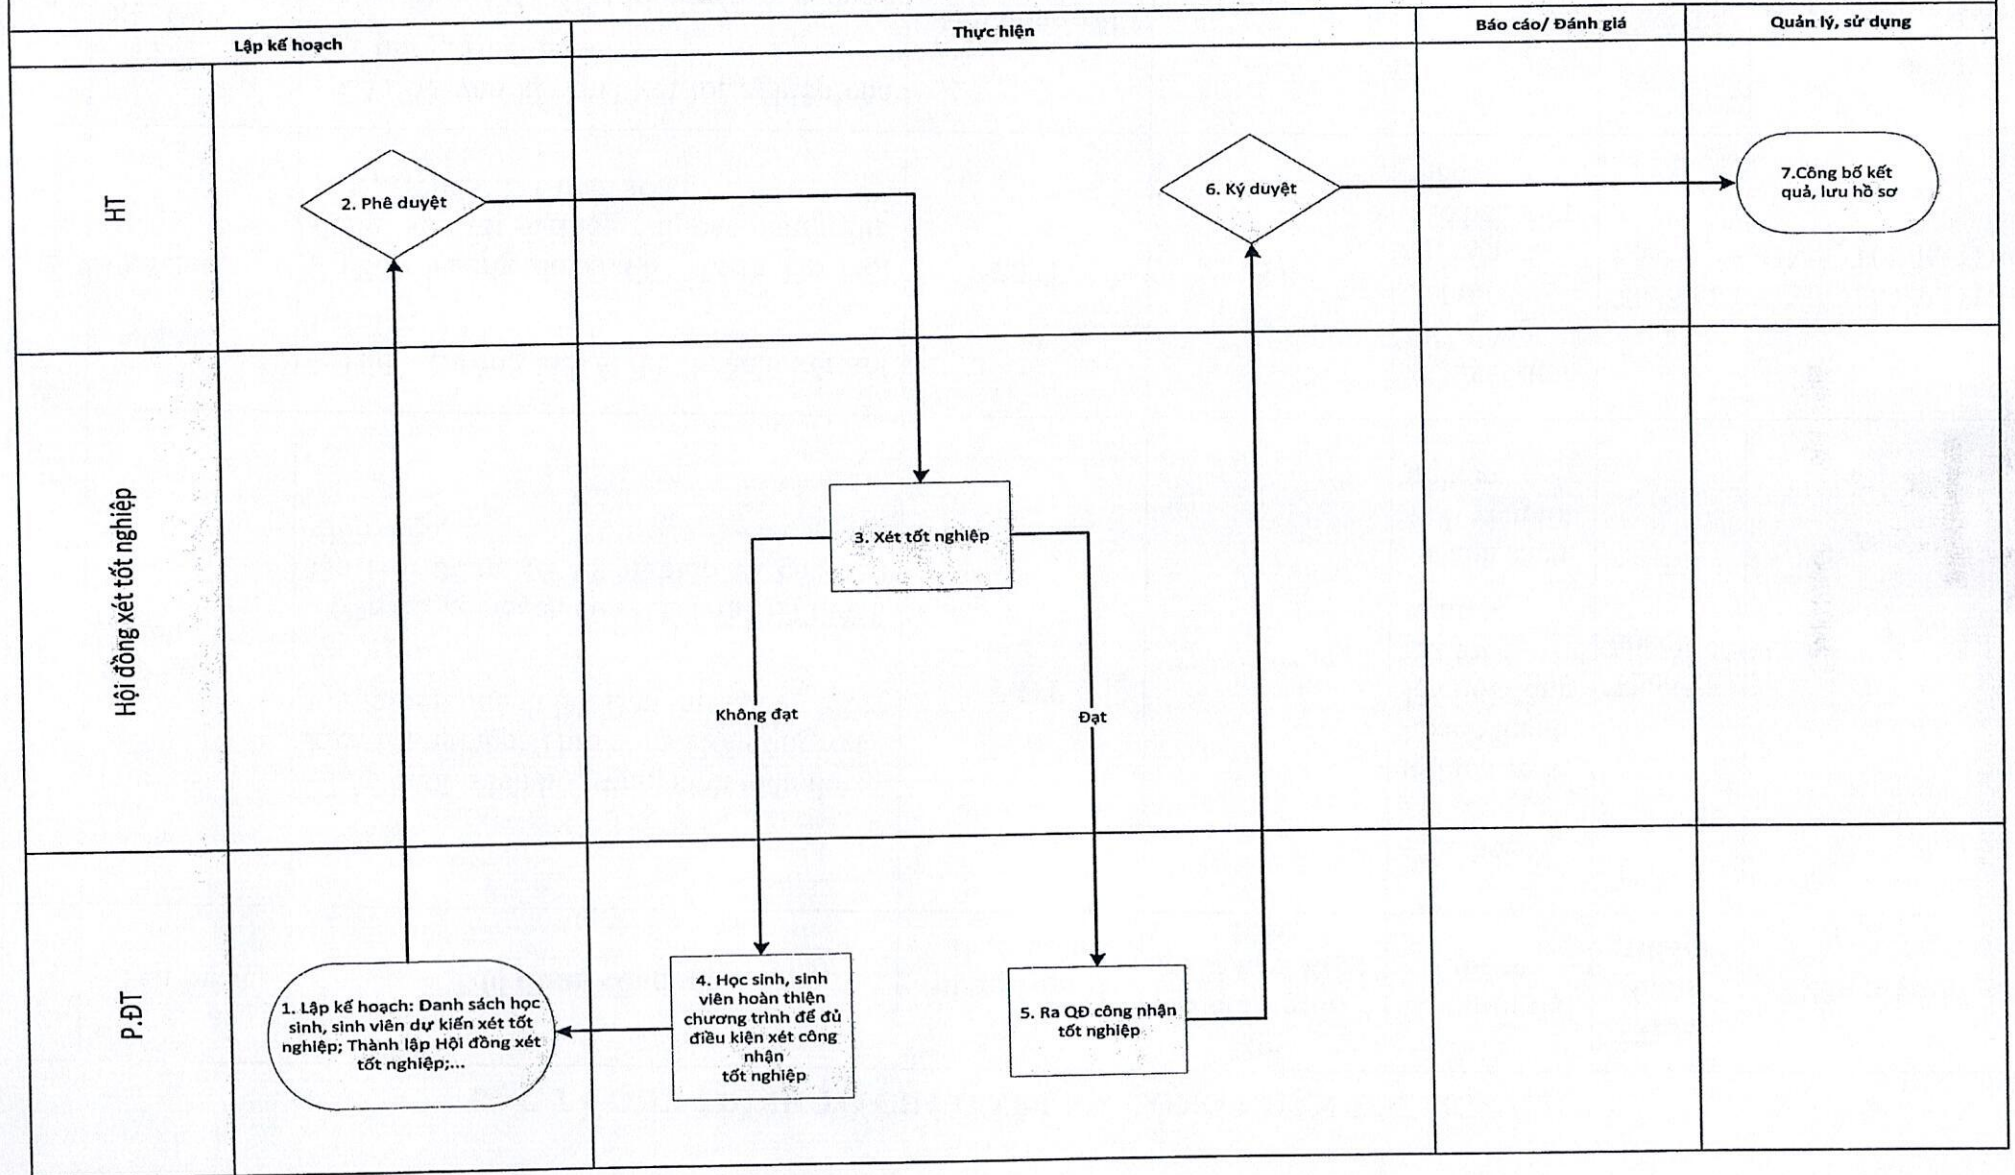 Lập kế hoạch
Thực hiện
Báo cáo/ Đánh giá
Quản lý, sử dụng
HT
2. Phê duyệt
6. Ký duyệt
7.Công bố kết
quả, lưu hồ sơ
Hội đồng xét tốt nghiệp
3. Xét tốt nghiệp
Không đạt
Đạt
P.ĐT
1. Lập kế hoạch: Danh sách học
sinh, sinh viên dự kiến xét tốt
nghiệp; Thành lập Hội đồng xét
tốt nghiệp;...
4. Học sinh, sinh
viên hoàn thiện
chương trình để đủ
điều kiện xét công
nhận
tốt nghiệp
5. Ra QĐ công nhận
tốt nghiệp